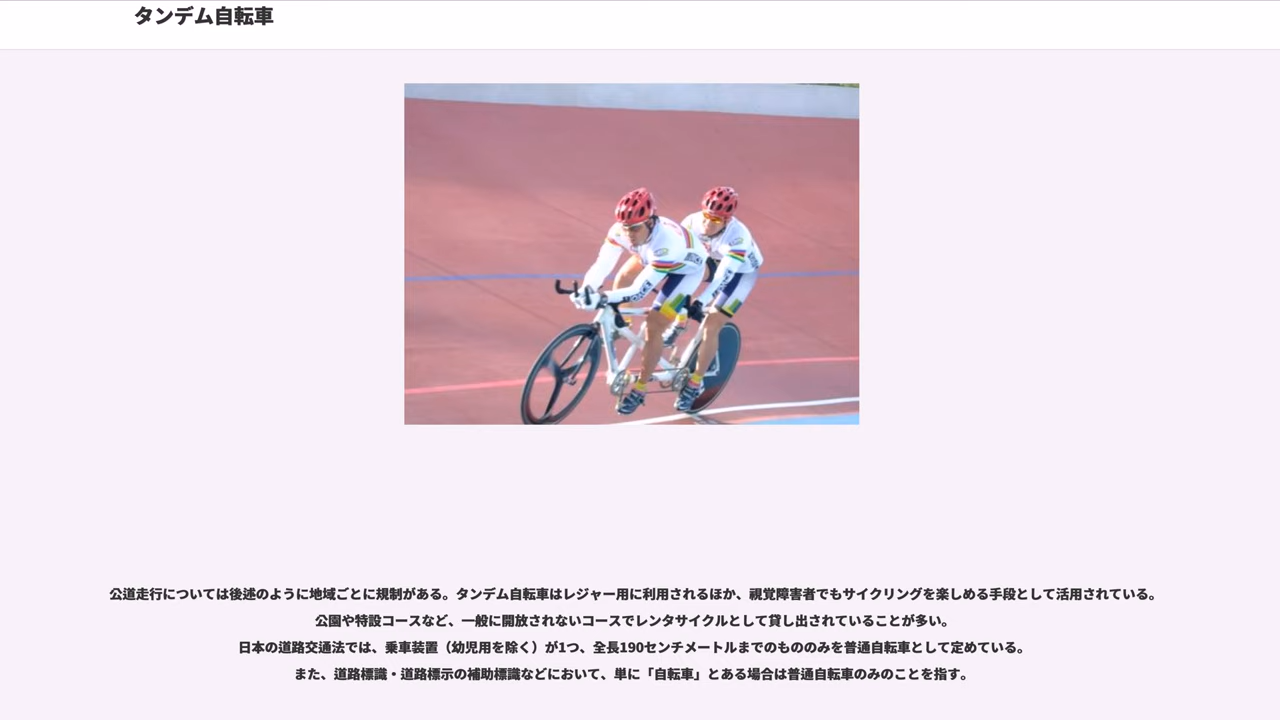 タンデム自転車
公道走行については後述のように地域ごとに規制がある。タンデム自転車はレジャー用に利用されるほか、視覚障害者でもサイクリングを楽しめる手段として活用されている。
公園や特設コースなど、一般に開放されないコースでレンタサイクルとして貸し出されていることが多い。
日本の道路交通法では、乗車装置（幼児用を除く）が1つ、全長190センチメートルまでのもののみを普通自転車として定めている。
また、道路標識・道路標示の補助標識などにおいて、単に「自転車」とある場合は普通自転車のみのことを指す。